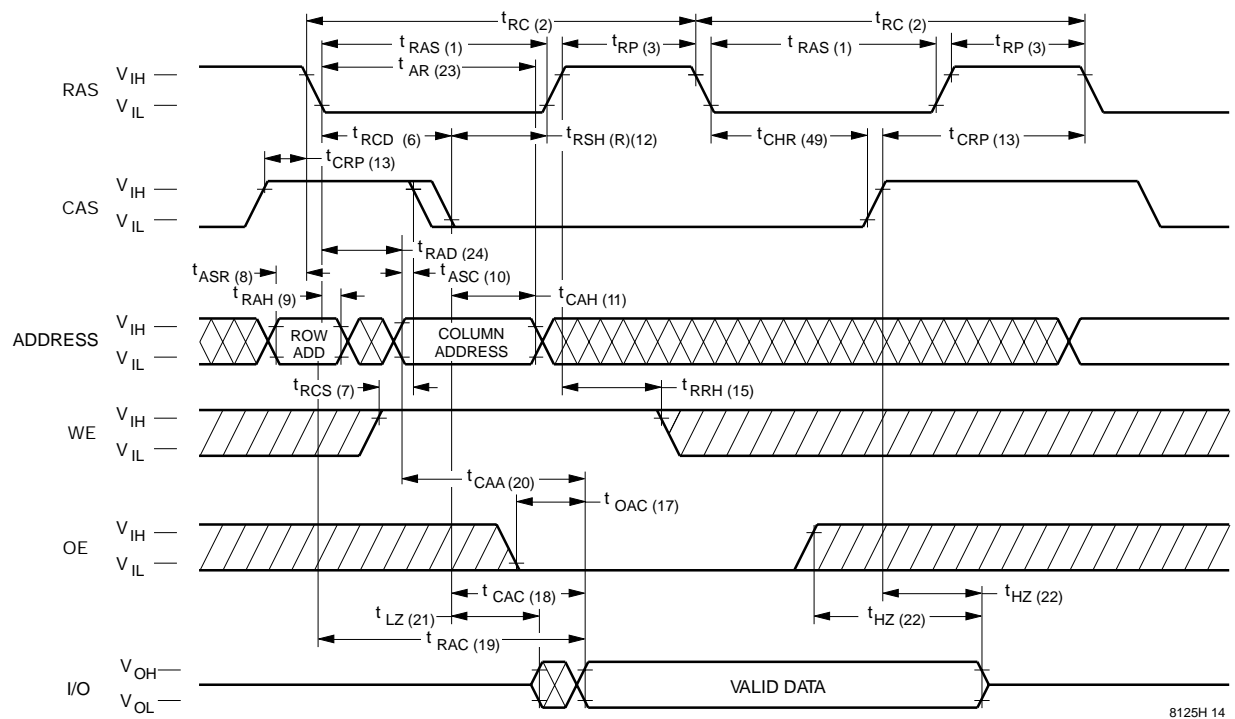 t RC (2) t RC (2)
t RAS (1) t RP (3) t RAS (1) t RP (3)
t AR (23)
RAS V IH
V IL
t RCD (6) t RSH (R)(12) t CHR (49) t CRP (13)
t CRP (13)
CAS V IH
V IL
t RAD (24)
t ASR (8) t ASC (10)
t RAH (9) t CAH (11)
ADDRESS V IH
V IL
ROW
ADD
COLUMN
ADDRESS
t RCS (7) t RRH (15)
WE V IH
V IL
t CAA (20)
t OAC (17)
OE V IH
V IL
t CAC (18) t HZ (22)
t LZ (21) t HZ (22)
t RAC (19)
I/O V OH
V OL
VALID DATA
8125H 14